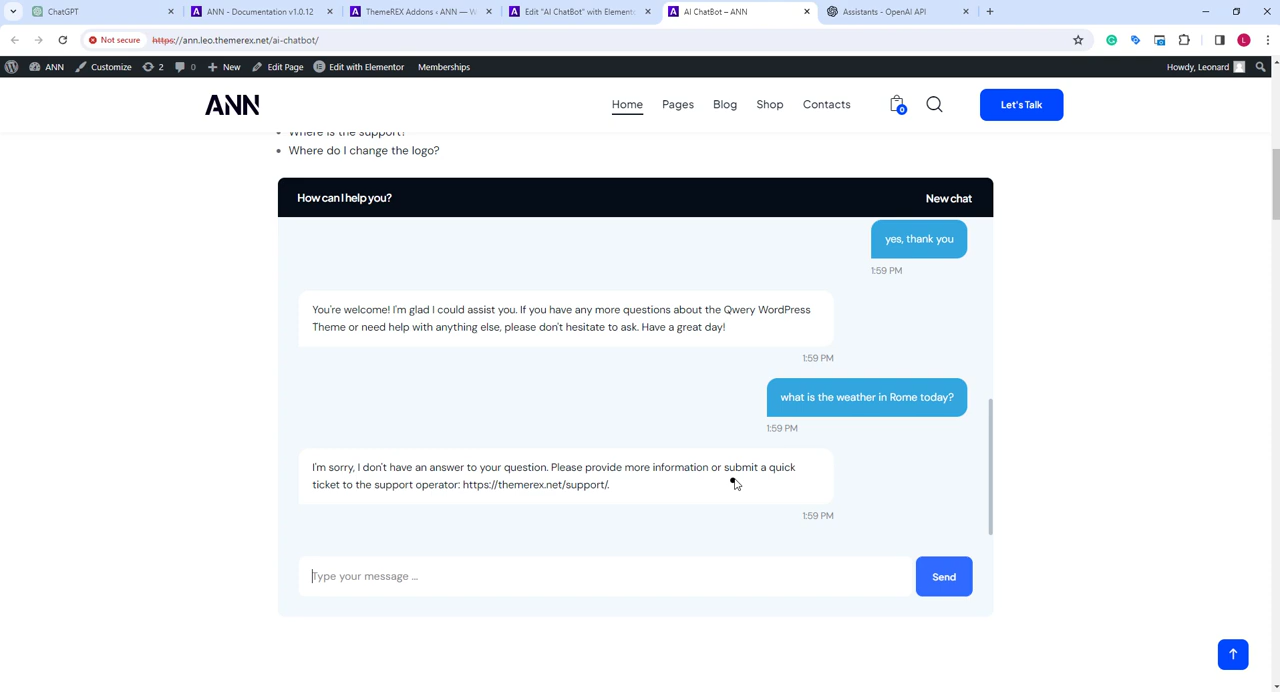 ChatGPT
ANN - Documentation v1.0.12
ThemeREX Addons ‹ ANN — W
Edit "AI ChatBot" with Elemento
AI ChatBot – ANN
Assistants - OpenAI API
Not secure
https://ann.leo.themerex.net/ai-chatbot/
ANN
Customize
2
0
New
Edit Page
Edit with Elementor
Memberships
Howdy, Leonard
ANN
Home
Pages
Blog
Shop
Contacts
0
Let's Talk
Where is the support?
Where do I change the logo?
How can I help you?
New chat
yes, thank you
1:59 PM
You're welcome! I'm glad I could assist you. If you have any more questions about the Qwery WordPress
Theme or need help with anything else, please don't hesitate to ask. Have a great day!
1:59 PM
what is the weather in Rome today?
1:59 PM
I'm sorry, I don't have an answer to your question. Please provide more information or submit a quick
ticket to the support operator: https://themerex.net/support/.
1:59 PM
Type your message ...
Send